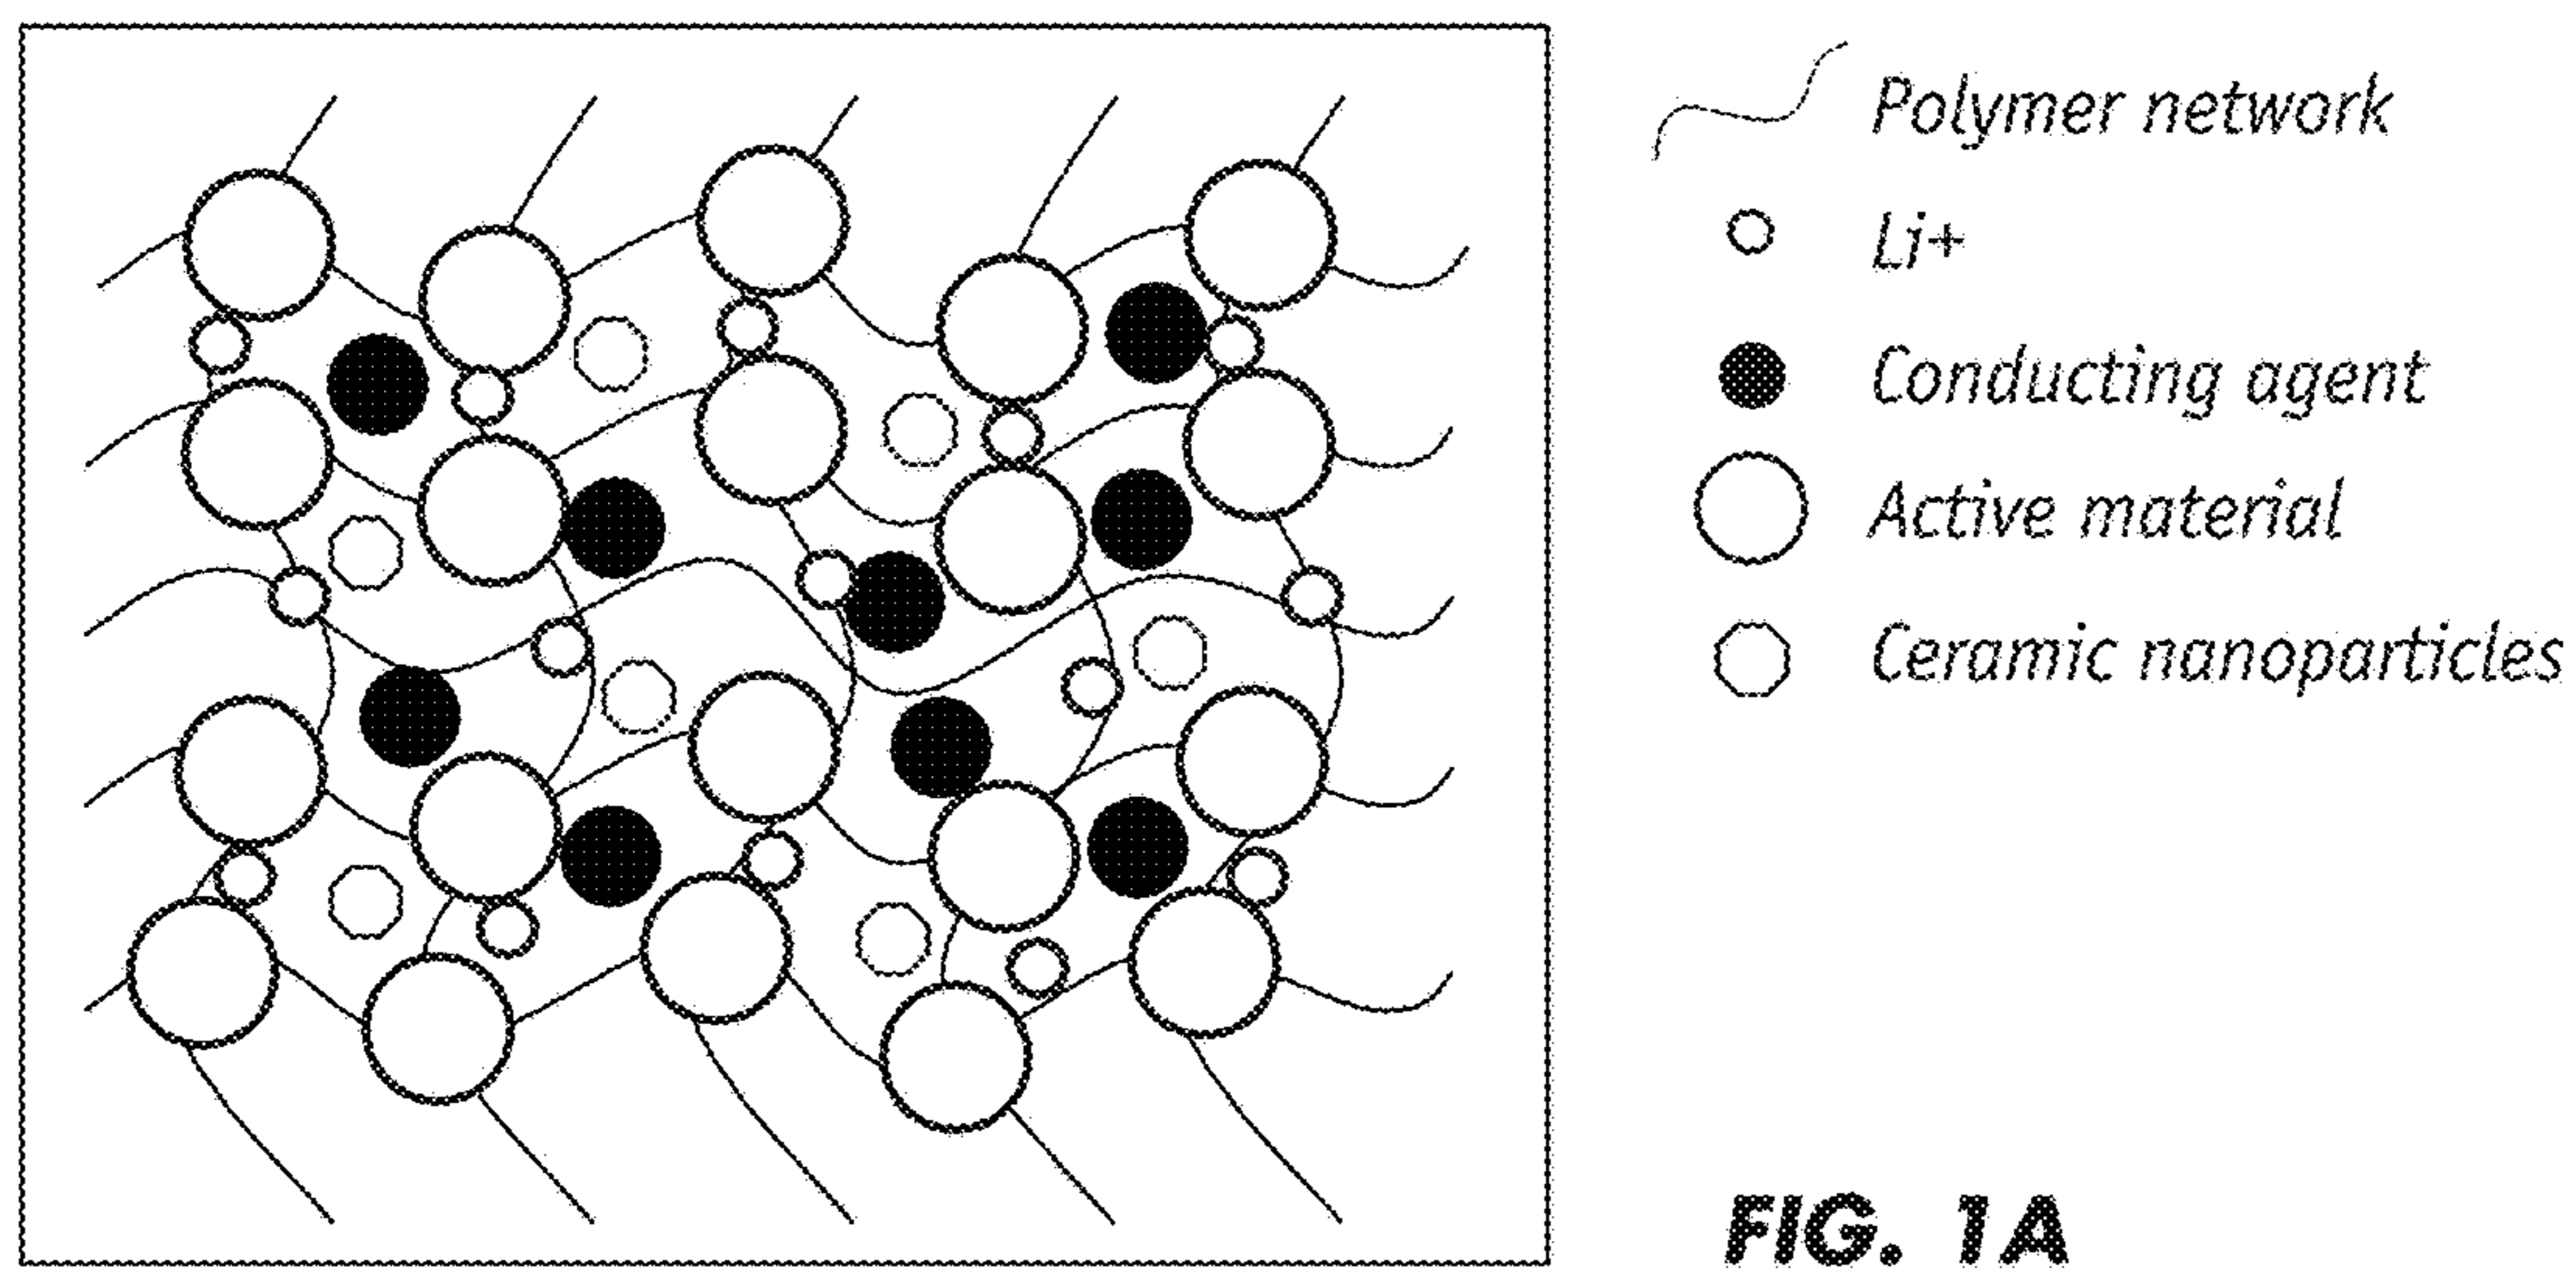 Polymer network
Li+
Conducting agent
Active material
Ceramic nanoparticles
FIG. 1A